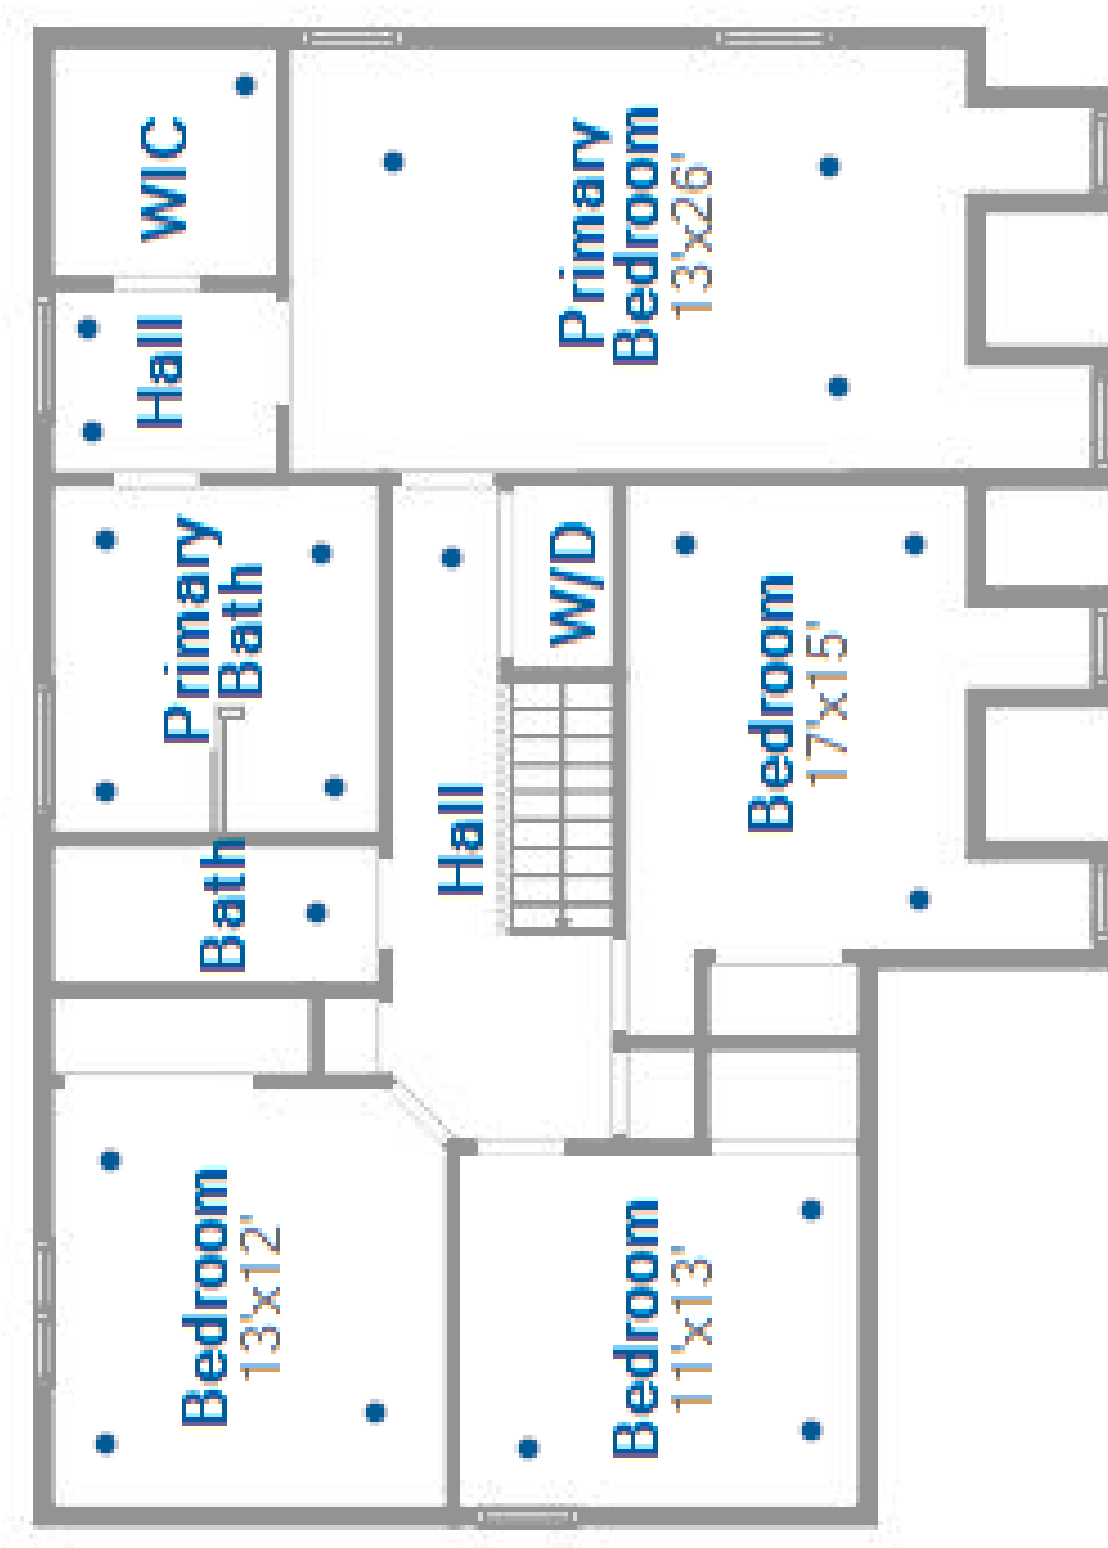 WIC
Primary
Bedroom
13'x26'
Hall
Primary
Bath
W/D
Bedroom
17'x15'
Hall
Bath
Bedroom
13'x12'
Bedroom
11'x13'